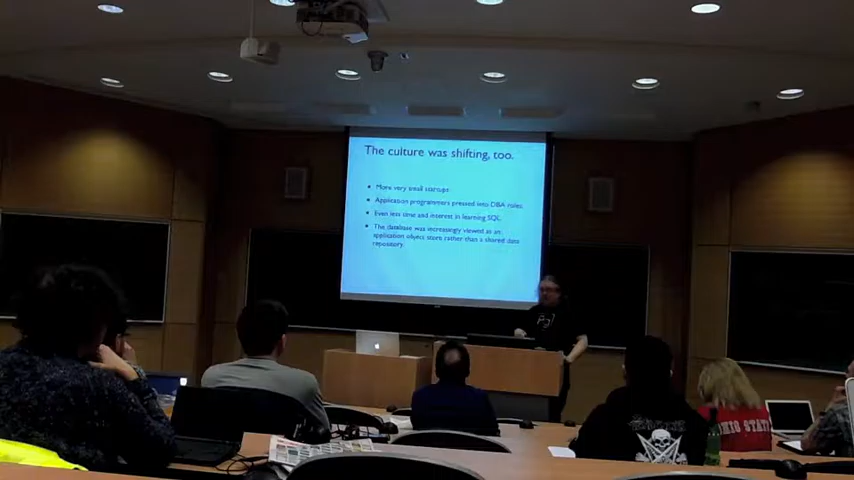 The culture was shifting, too.
• More very small startups
• Application programmers pressed into DBA roles.
• Even less time and interest in learning SQL.
• The database was increasingly viewed as an
application object store rather than a shared data
repository.
OHIO STATE